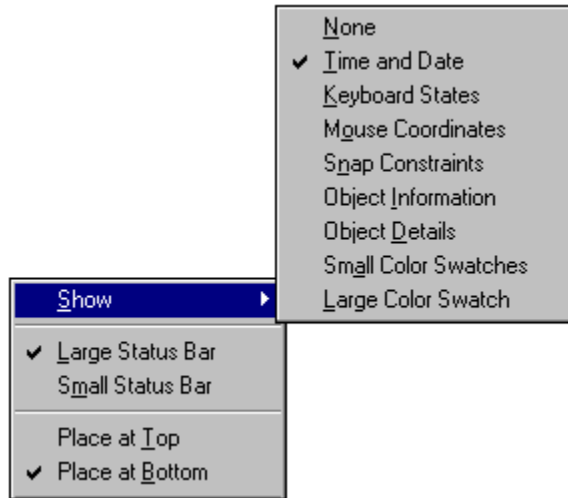 None
Time and Date
Keyboard States
Mouse Coordinates
Snap Constraints
Object Information
Object Details
Small Color Swatches
Large Color Swatch
Show
Large Status Bar
Small Status Bar
Place at Top
Place at Bottom